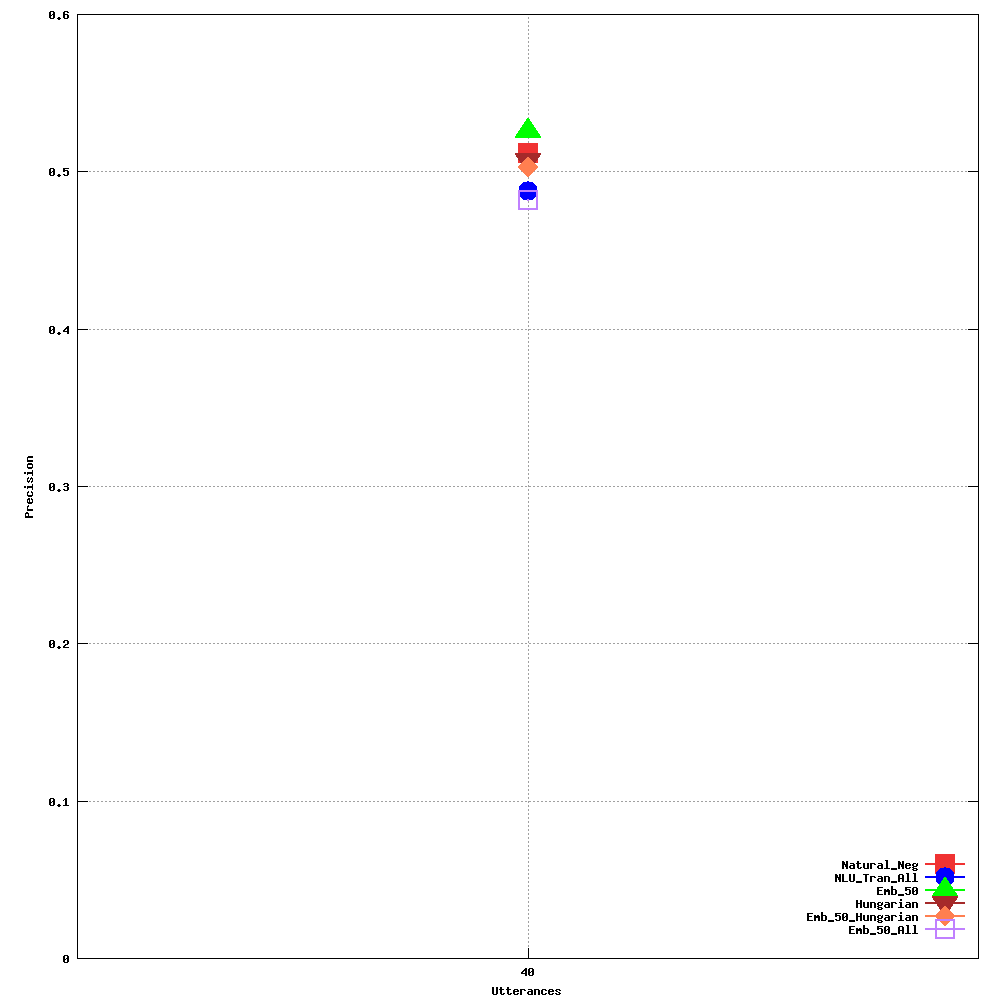 0.6
0.5
0.4
0.3
0.2
0.1
0
Precision
40
Utterances
Natural_Neg
NLU_Tran_All
Emb_50
Hungarian
Emb_50_Hungarian
Emb_50_All